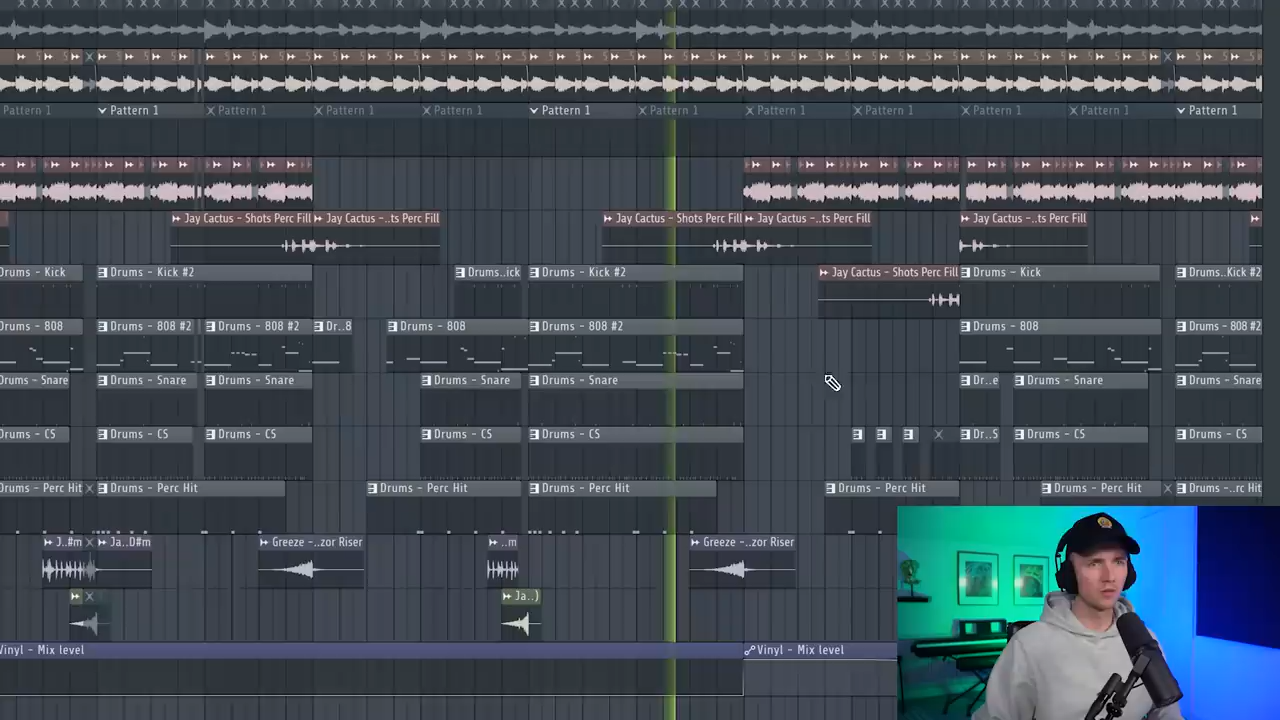 Pattern 1 Pattern 1 Pattern 1 Pattern 1 Pattern 1 Pattern 1 Pattern 1 Pattern 1 Pattern 1 Pattern 1 Pattern 1 Pattern 1
Jay Cactus - Shots Perc Fill Jay Cactus -..ts Perc Fill Jay Cactus - Shots Perc Fill Jay Cactus -..ts Perc Fill Jay Cactus -..ts Perc Fill
Drums - Kick Drums - Kick #2 Drums..ick Drums - Kick #2 Jay Cactus - Shots Perc Fill Drums - Kick Drums..Kick #2
Drums - 808 Drums - 808 #2 Drums - 808 #2 Dr..8 Drums - 808 Drums - 808 #2 Drums - 808 Drums - 808 #2
Drums - Snare Drums - Snare Drums - Snare Drums - Snare Drums - Snare Dr..e Drums - Snare Drums - Snare
Drums - CS Drums - CS Drums - CS Drums - CS Drums - CS Dr..S Drums - CS Drums - CS
Drums - Perc Hit Drums - Perc Hit Drums - Perc Hit Drums - Perc Hit Drums - Perc Hit Drums - Perc Hit Drums -..rc Hit
J..#m Ja..D#m Greeze -..zor Riser ..m Greeze -..zor Riser
Ja..)
Vinyl - Mix level Vinyl - Mix level